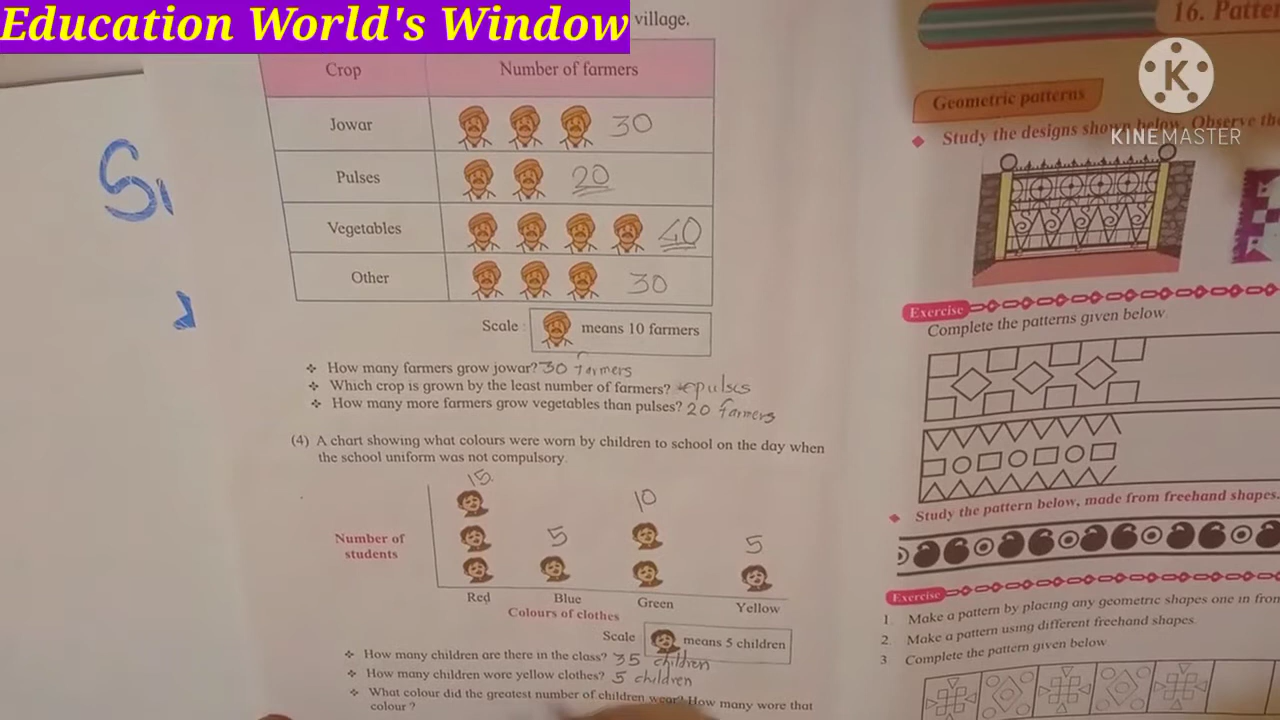 Education World's Window
village.
Crop Number of farmers
Jowar 30
Pulses 20
Vegetables 40
Other 30
Scale : means 10 farmers
❖ How many farmers grow jowar? 30 farmers
❖ Which crop is grown by the least number of farmers? pulses
❖ How many more farmers grow vegetables than pulses? 20 farmers
(4) A chart showing what colours were worn by children to school on the day when
the school uniform was not compulsory.
15
10
5
5
Number of
students
Red Blue Green Yellow
Colours of clothes
Scale means 5 children
❖ How many children are there in the class? 35 children
❖ How many children wore yellow clothes? 5 children
❖ What colour did the greatest number of children wear? How many wore that
colour ?
16. Patter
K
KINEMASTER
Geometric patterns
◆ Study the designs shown below. Observe the
Exercise
Complete the patterns given below
◆ Study the pattern below, made from freehand shapes.
Exercise
1. Make a pattern by placing any geometric shapes one in fron
2. Make a pattern using different freehand shapes
3 Complete the pattern given below